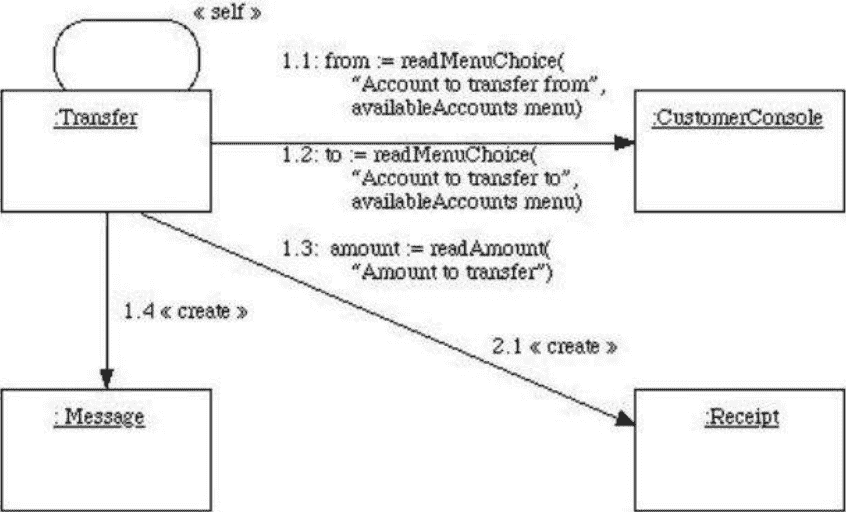 « self »
1.1: from := readMenuChoice(
"Account to transfer from",
availableAccounts menu)
:Transfer
:CustomerConsole
1.2: to := readMenuChoice(
"Account to transfer to",
availableAccounts menu)
1.3: amount := readAmount(
"Amount to transfer")
1.4 « create »
2.1 « create »
: Message
:Receipt